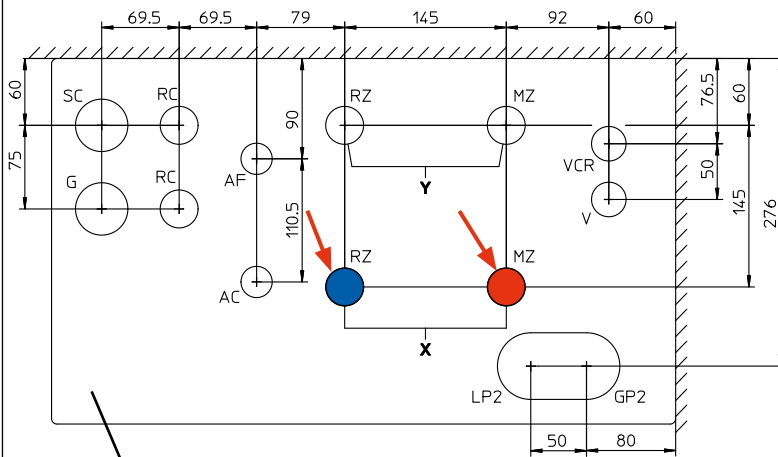 69.5 69.5 79 145 92 60
60 SC RC 90 RZ MZ 76.5 60
75 G RC AF Y VCR 50 145 276
V
110.5 RZ MZ
AC
X
LP2 GP2
50 80